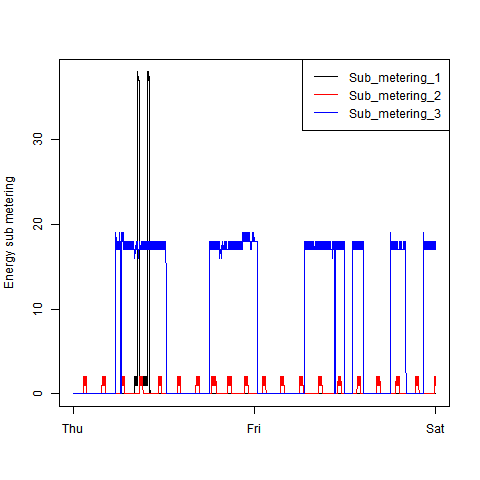 Sub_metering_1
Sub_metering_2
Sub_metering_3
Energy sub metering
30
20
10
0
Thu Fri Sat